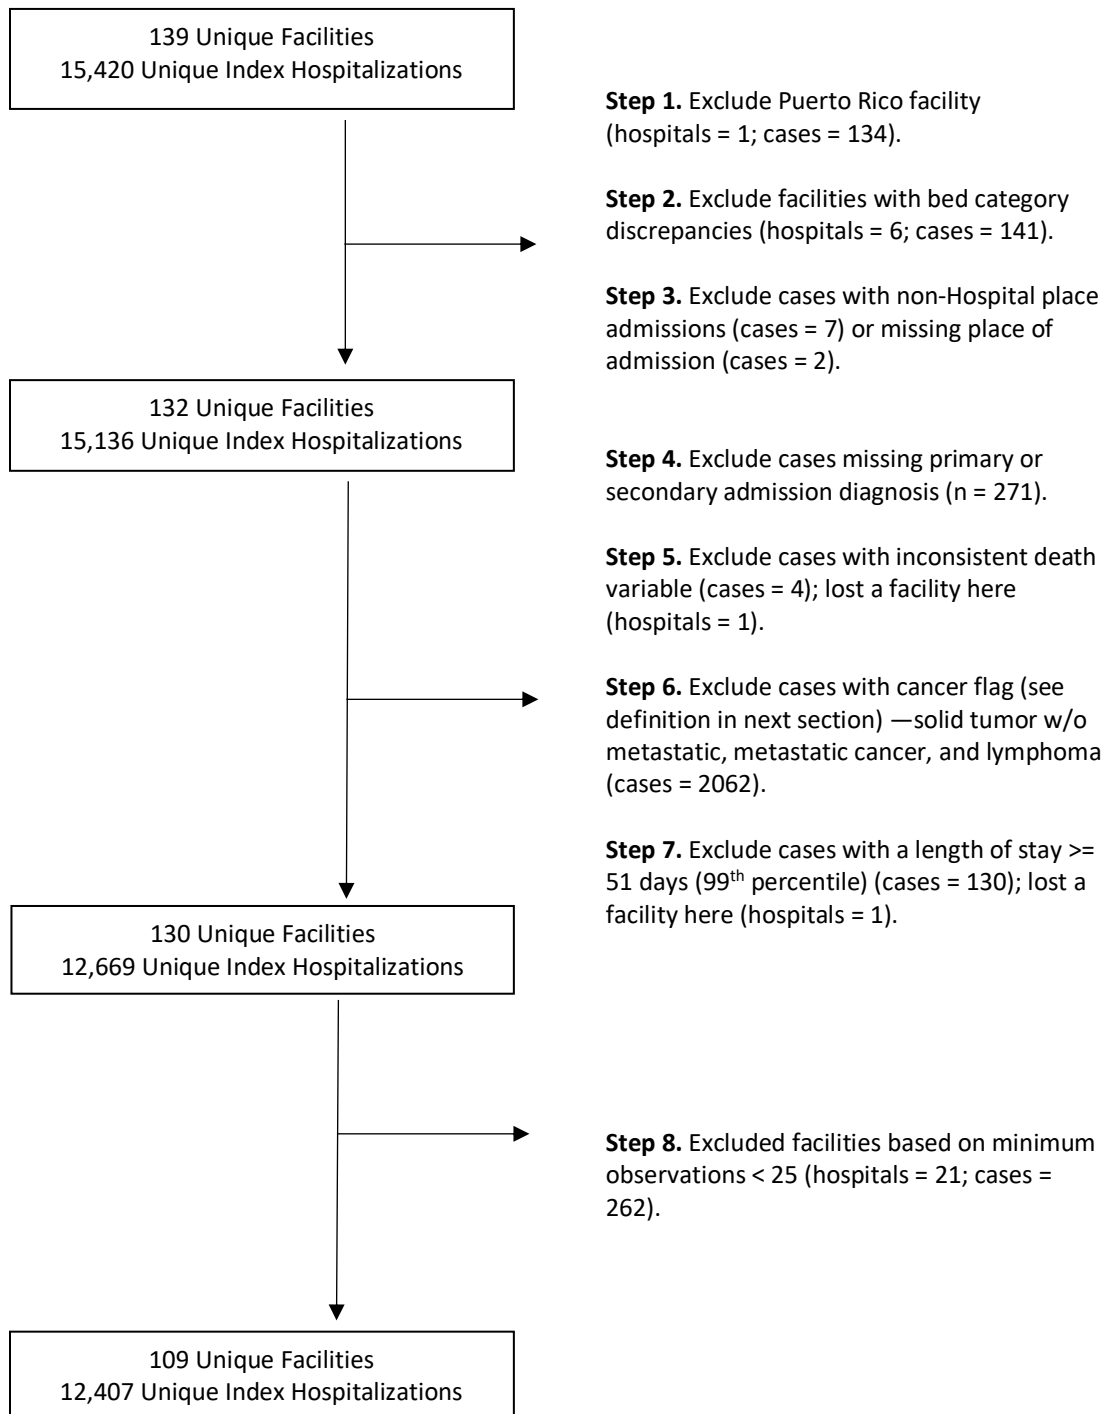 139 Unique Facilities
15,420 Unique Index Hospitalizations
Step 1. Exclude Puerto Rico facility
(hospitals = 1; cases = 134).
Step 2. Exclude facilities with bed category
discrepancies (hospitals = 6; cases = 141).
Step 3. Exclude cases with non-Hospital place
admissions (cases = 7) or missing place of
admission (cases = 2).
132 Unique Facilities
15,136 Unique Index Hospitalizations
Step 4. Exclude cases missing primary or
secondary admission diagnosis (n = 271).
Step 5. Exclude cases with inconsistent death
variable (cases = 4); lost a facility here
(hospitals = 1).
Step 6. Exclude cases with cancer flag (see
definition in next section) —solid tumor w/o
metastatic, metastatic cancer, and lymphoma
(cases = 2062).
Step 7. Exclude cases with a length of stay >=
51 days (99th percentile) (cases = 130); lost a
facility here (hospitals = 1).
130 Unique Facilities
12,669 Unique Index Hospitalizations
Step 8. Excluded facilities based on minimum
observations < 25 (hospitals = 21; cases =
262).
109 Unique Facilities
12,407 Unique Index Hospitalizations